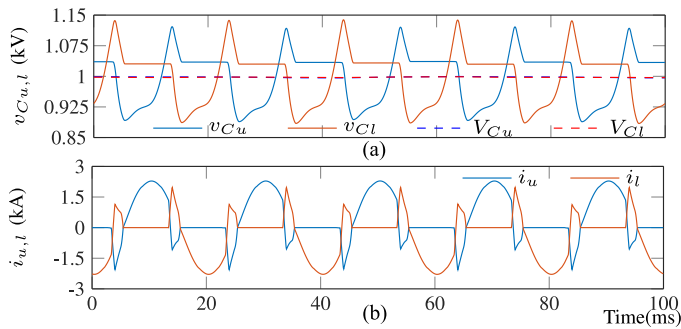 1.15
1.075
1
0.925
0.85
v_{Cu,l} (kV)
v_{Cu} v_{Cl} V_{Cu} V_{Cl}
(a)
3
1.5
0
-1.5
-3
i_{u,l} (kA)
i_u i_l
0 20 40 60 80 100
(b)
Time(ms)